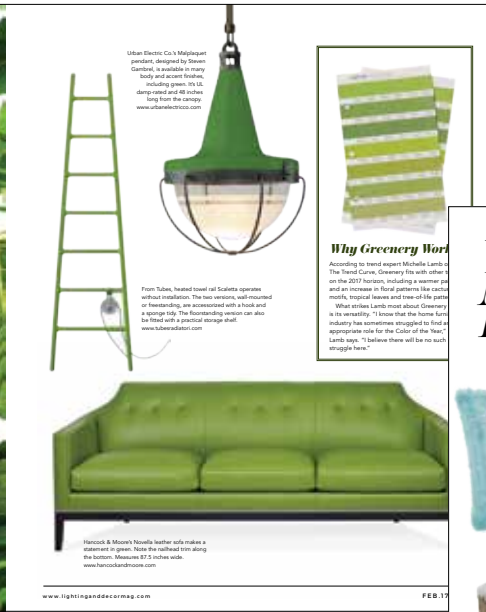 Urban Electric Co.'s Malplaquet
pendant, designed by Steven
Gambrel, is available in many
body and accent finishes,
including green. It's UL
damp-rated and 48 inches
long from the canopy.
www.urbanelectricco.com
Why Greenery
According to trend expert Michelle Lamb
The Trend Curve, Greenery fits with other
on the 2017 horizon, including a warmer
and an increase in floral patterns like
motifs, tropical leaves and tree-of-life
What strikes Lamb most about Greenery
is its versatility. "I know that the home
industry has sometimes struggled to find
appropriate role for the Color of the Year,"
Lamb says. "I believe there will be no such
struggle here."
From Tubes, heated towel rail Scaletta operates
without installation. The two versions, wall-mounted
or freestanding, are accessorized with a hook and
a sponge tidy. The floorstanding version can also
be fitted with a practical storage shelf.
www.tubesradiatori.com
Hancock & Moore's Novella leather sofa makes a
statement in green. Note the nailhead trim along
the bottom. Measures 87.5 inches wide.
www.hancockandmoore.com
www.lightinganddecormag.com
FEB.17